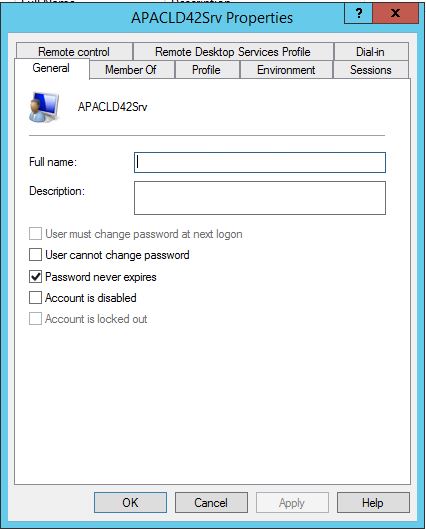 APACLD42Srv Properties
? x
Remote control Remote Desktop Services Profile Dial-in
General Member Of Profile Environment Sessions
APACLD42Srv
Full name:
Description:
User must change password at next logon
User cannot change password
Password never expires
Account is disabled
Account is locked out
OK Cancel Apply Help